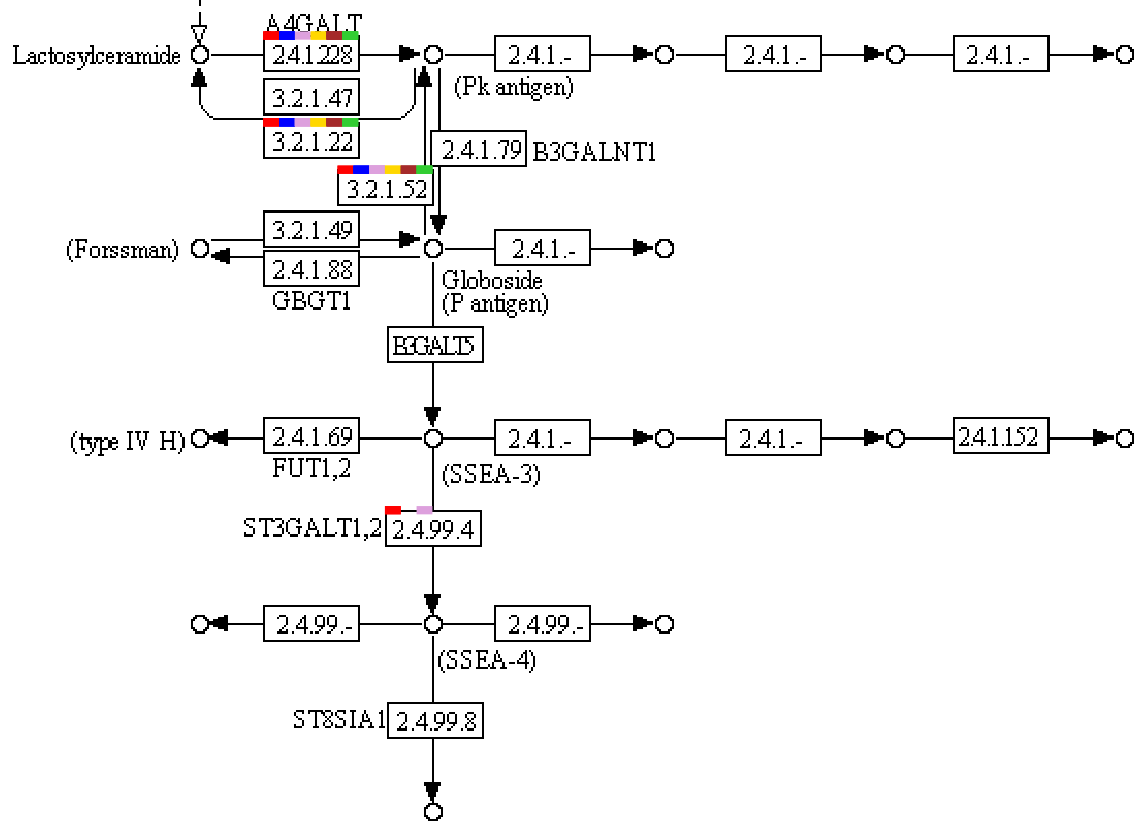 A4GALT
Lactosylceramide
2.4.1.228
2.4.1.-
2.4.1.-
2.4.1.-
(Pk antigen)
3.2.1.47
3.2.1.22
2.4.1.79
B3GALNT1
3.2.1.52
3.2.1.49
(Forssman)
2.4.1.-
2.4.1.88
GBGT1
Globoside
(P antigen)
B3GALT5
(type IV H)
2.4.1.69
2.4.1.-
2.4.1.-
2.4.1.152
FUT1,2
(SSEA-3)
ST3GALT1,2
2.4.99.4
2.4.99.-
2.4.99.-
(SSEA-4)
ST8SIA1
2.4.99.8